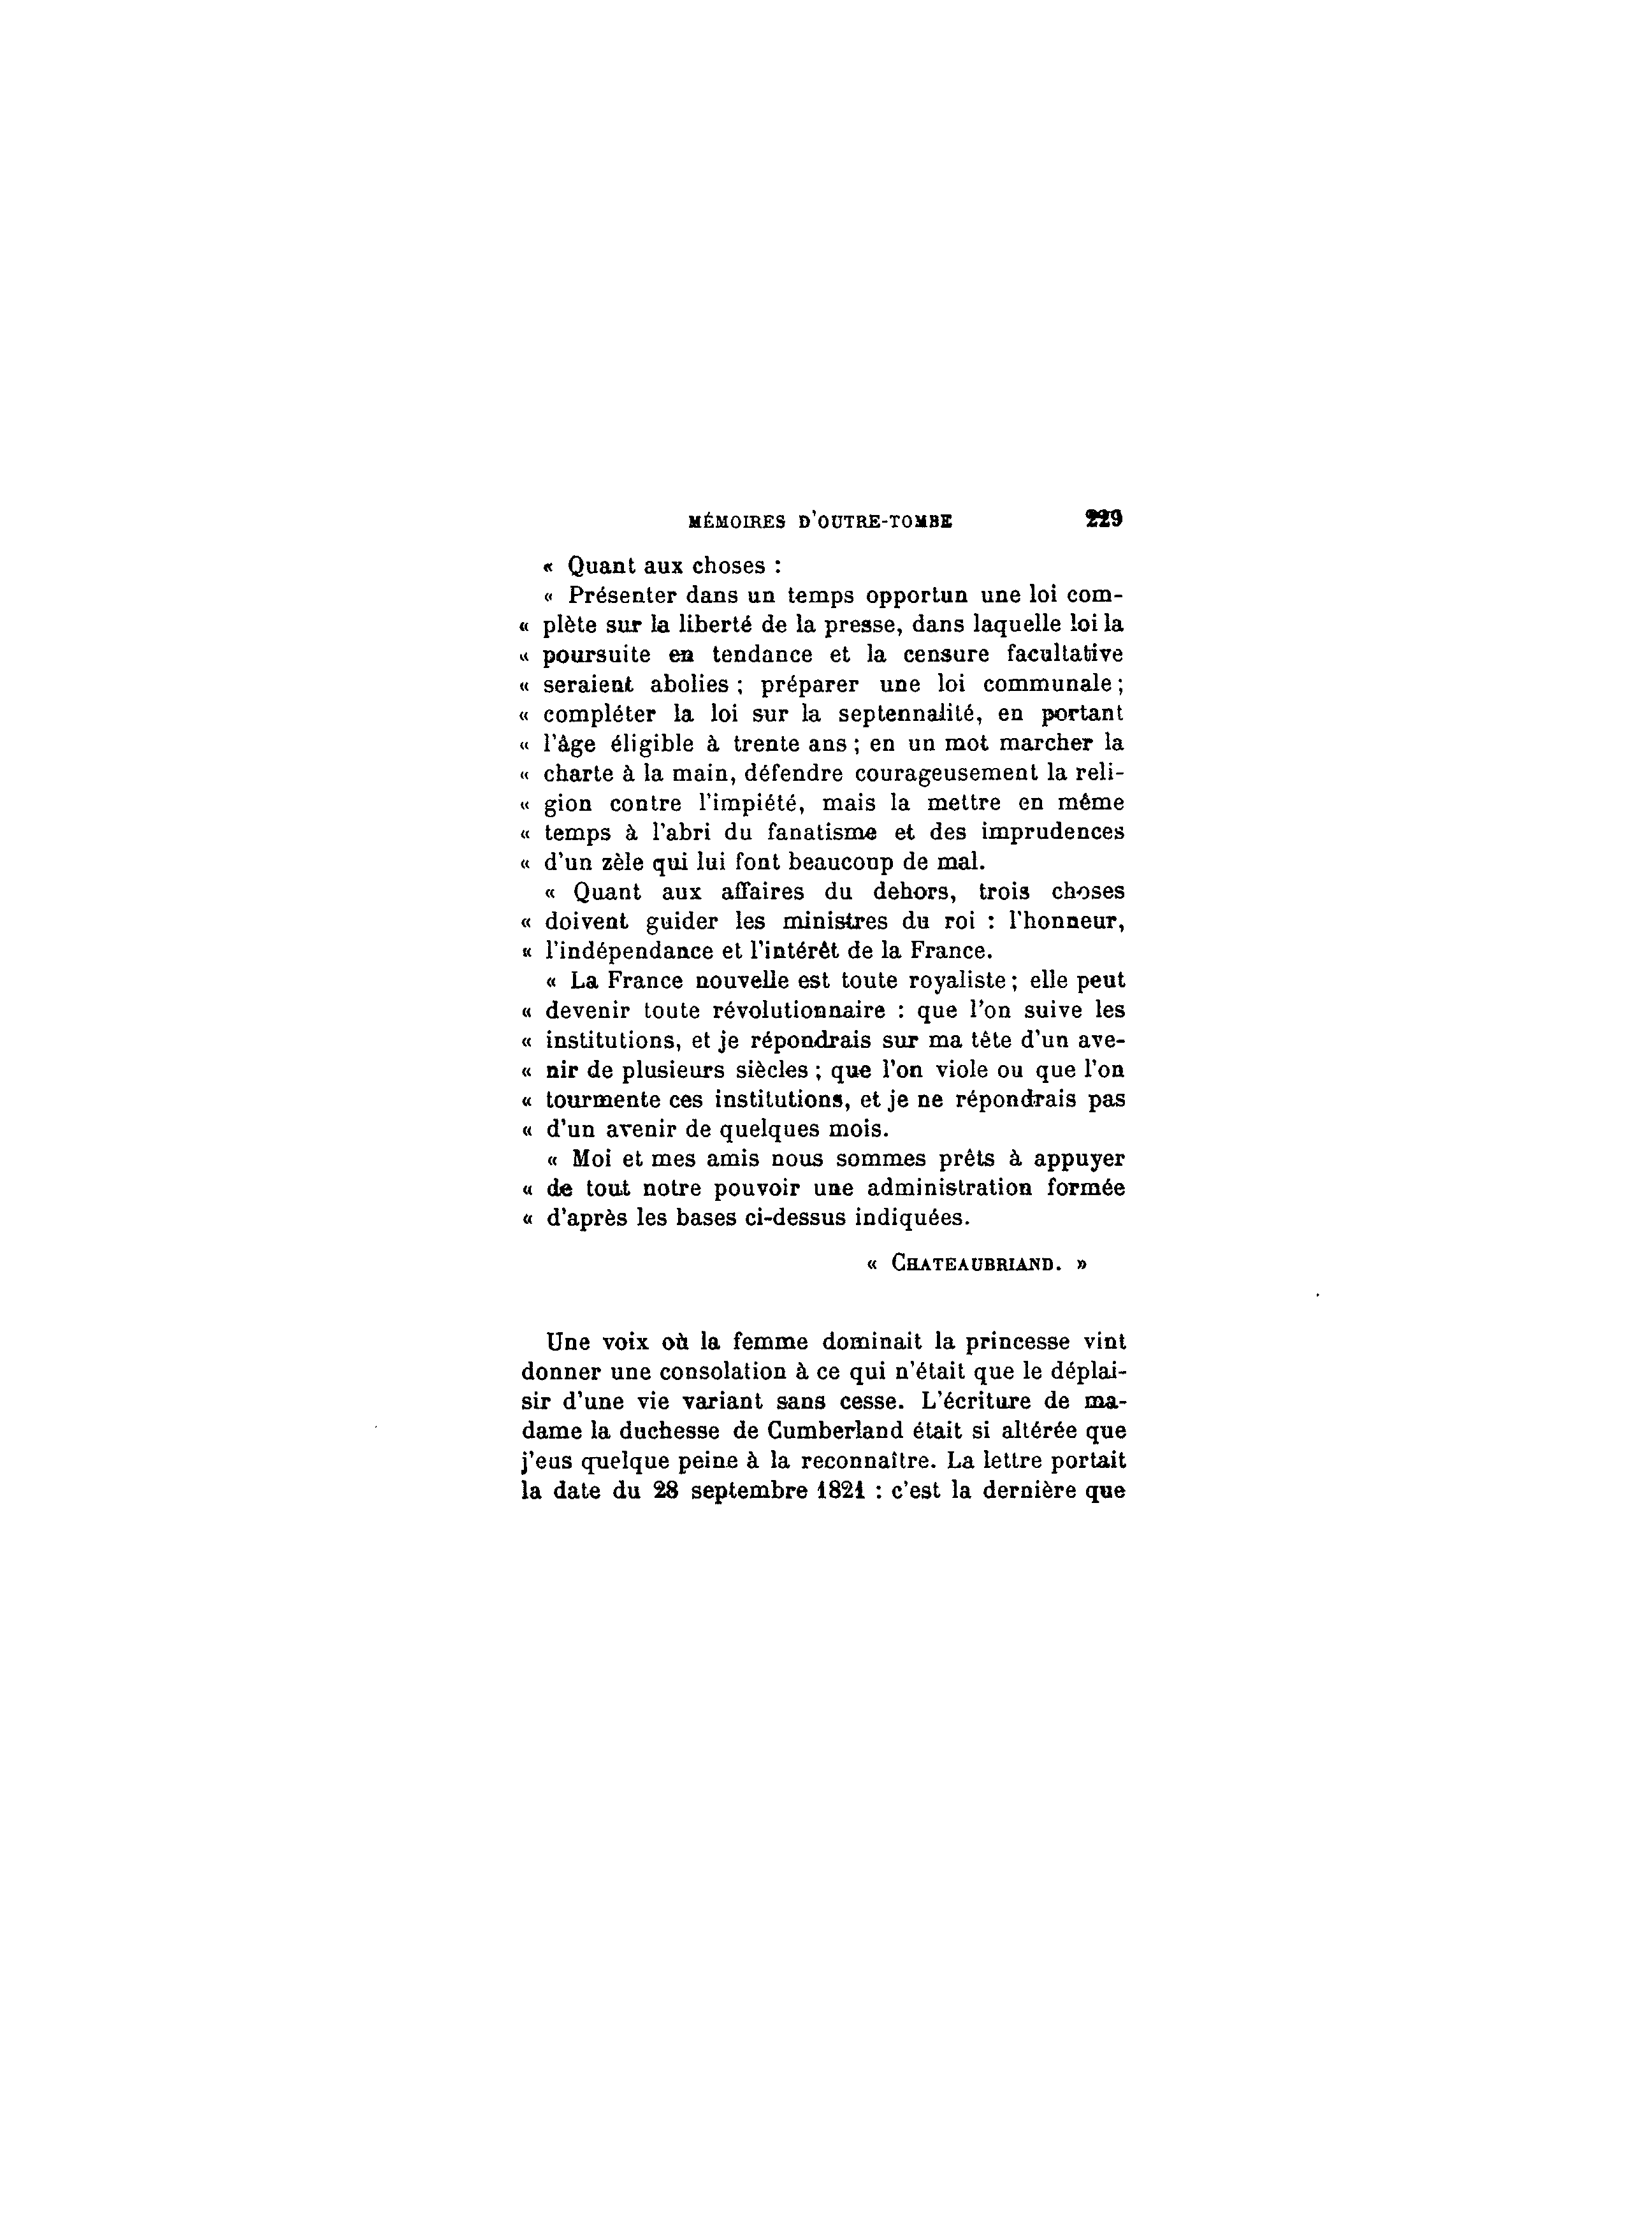 MÉMOIRES D'OUTRE-TOMBE 229
« Quant aux choses :
« Présenter dans un temps opportun une loi com-
« plète sur la liberté de la presse, dans laquelle loi la
« poursuite en tendance et la censure facultative
« seraient abolies ; préparer une loi communale ;
« compléter la loi sur la septennalité, en portant
« l'âge éligible à trente ans ; en un mot marcher la
« charte à la main, défendre courageusement la reli-
« gion contre l'impiété, mais la mettre en même
« temps à l'abri du fanatisme et des imprudences
« d'un zèle qui lui font beaucoup de mal.
« Quant aux affaires du dehors, trois choses
« doivent guider les ministres du roi : l'honneur,
« l'indépendance et l'intérêt de la France.
« La France nouvelle est toute royaliste ; elle peut
« devenir toute révolutionnaire : que l'on suive les
« institutions, et je répondrais sur ma tête d'un ave-
« nir de plusieurs siècles ; que l'on viole ou que l'on
« tourmente ces institutions, et je ne répondrais pas
« d'un avenir de quelques mois.
« Moi et mes amis nous sommes prêts à appuyer
« de tout notre pouvoir une administration formée
« d'après les bases ci-dessus indiquées.
« CHATEAUBRIAND. »
Une voix où la femme dominait la princesse vint
donner une consolation à ce qui n'était que le déplai-
sir d'une vie variant sans cesse. L'écriture de ma-
dame la duchesse de Cumberland était si altérée que
j'eus quelque peine à la reconnaître. La lettre portait
la date du 28 septembre 1821 : c'est la dernière que